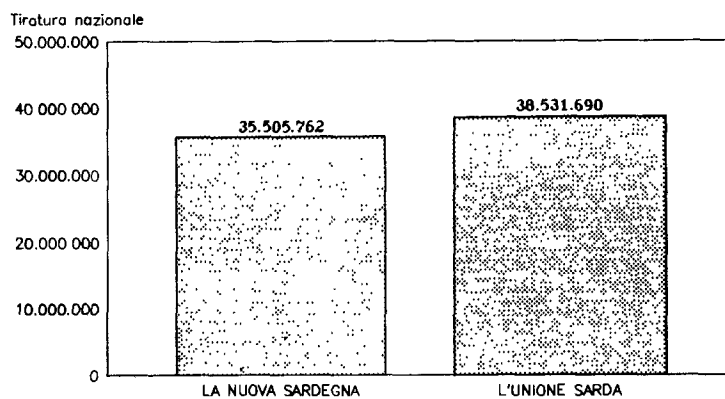 Tiratura nazionale
50.000.000
40 000 000
38.531.690
35.505.762
30.000.000
20.000 000
10.000.000
0
LA NUOVA SARDEGNA
L'UNIONE SARDA